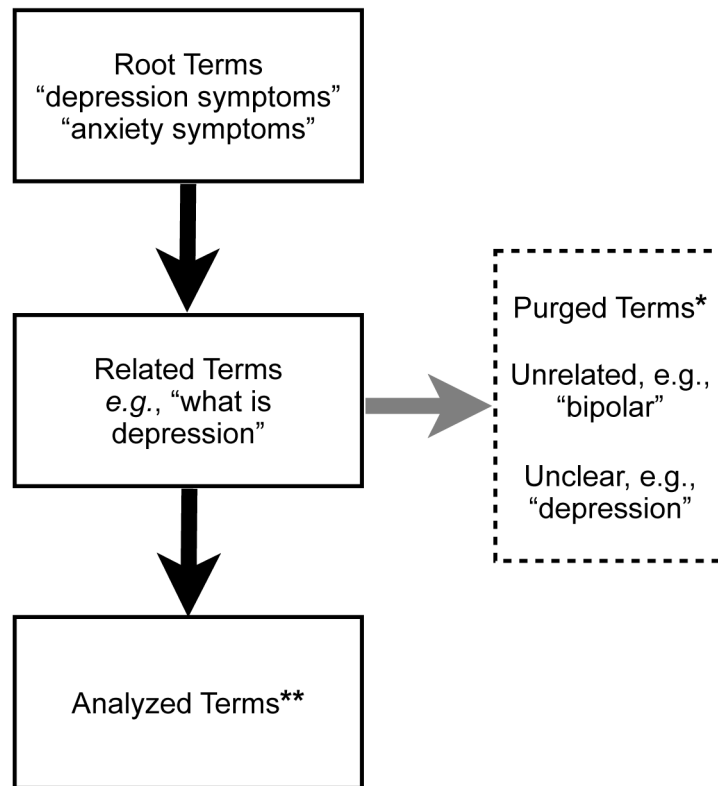 Root Terms
“depression symptoms”
“anxiety symptoms”
Related Terms
e.g., “what is
depression”
Purged Terms*
Unrelated, e.g.,
“bipolar”
Unclear, e.g.,
“depression”
Analyzed Terms**